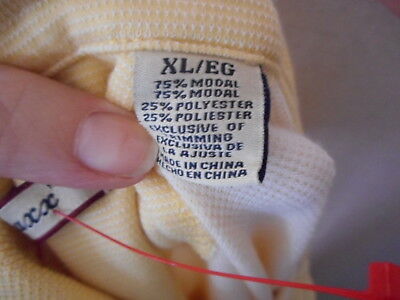 XL/EG
75% MODAL
75% MODAL
25% POLYESTER
25% POLIESTER
EXCLUSIVE OF
TRIMMING
EXCLUSIVA DE
LA AJUSTE
MADE IN CHINA
HECHO EN CHINA